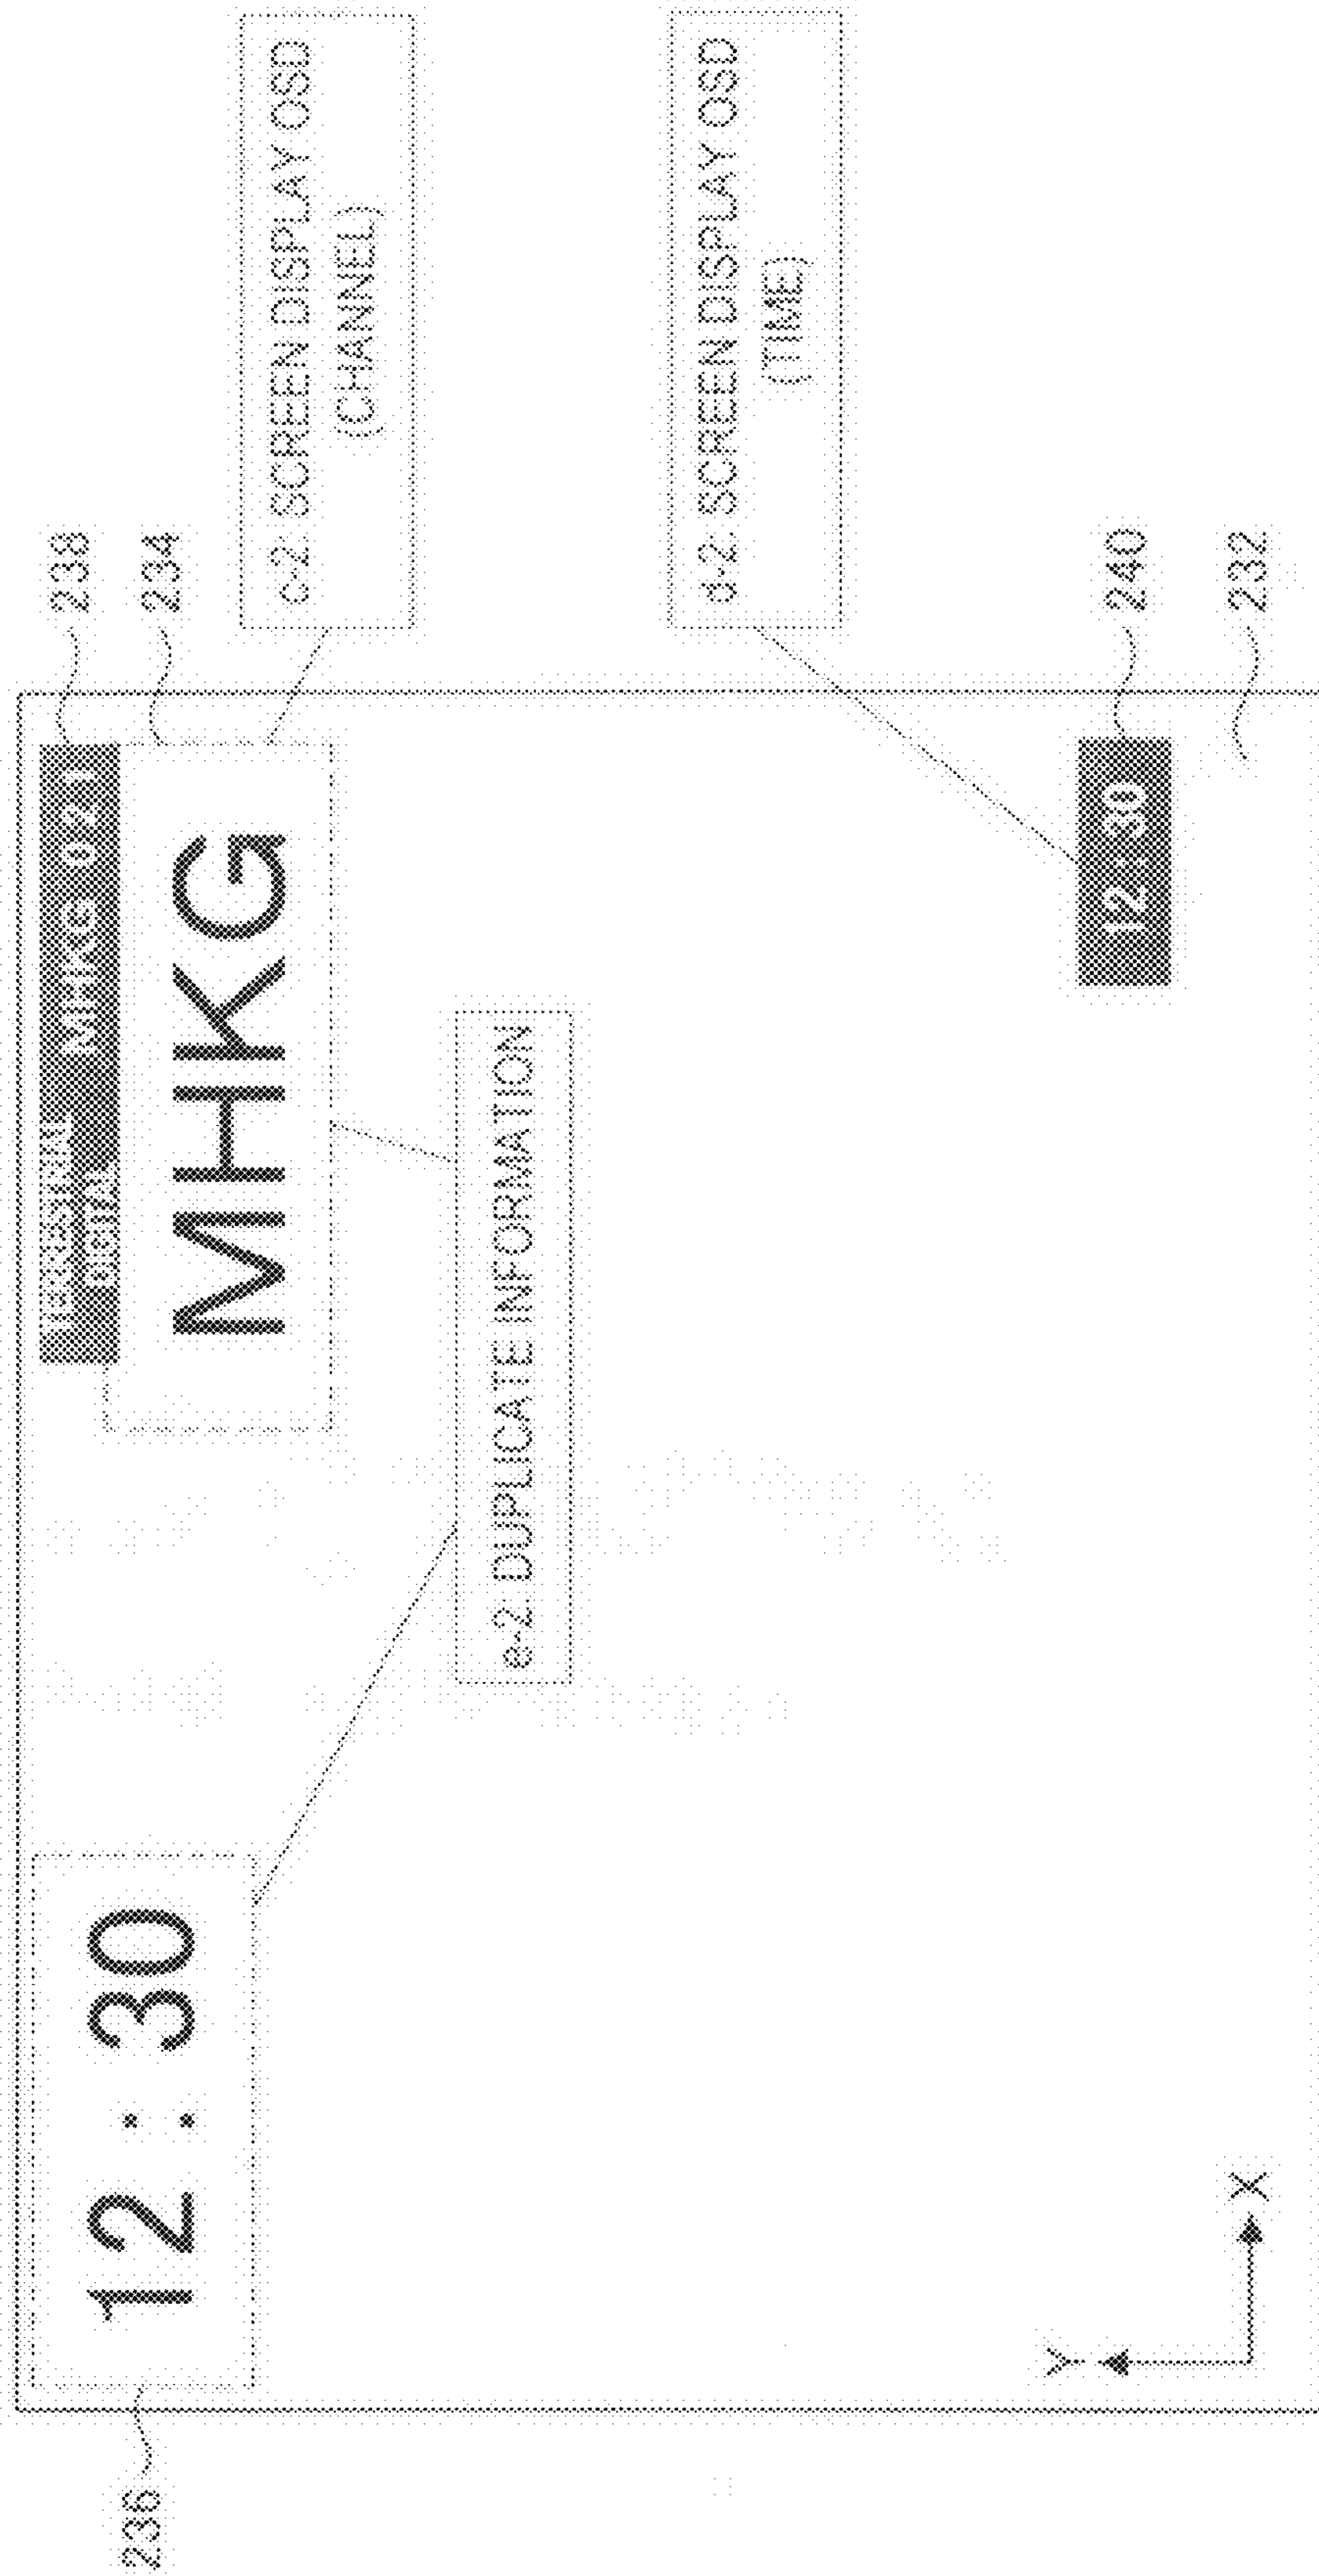 236
12 : 30
MHKG
238
234
c-2. SCREEN DISPLAY OSD
(CHANNEL)
e-2. DUPLICATE INFORMATION
d-2. SCREEN DISPLAY OSD
(TIME)
12 : 30
240
232
Y
X